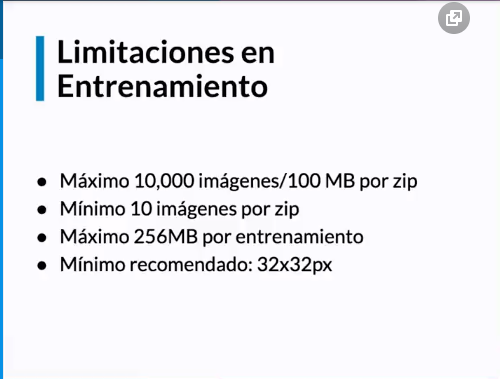 Limitaciones en
Entrenamiento
● Máximo 10,000 imágenes/100 MB por zip
● Mínimo 10 imágenes por zip
● Máximo 256MB por entrenamiento
● Mínimo recomendado: 32x32px